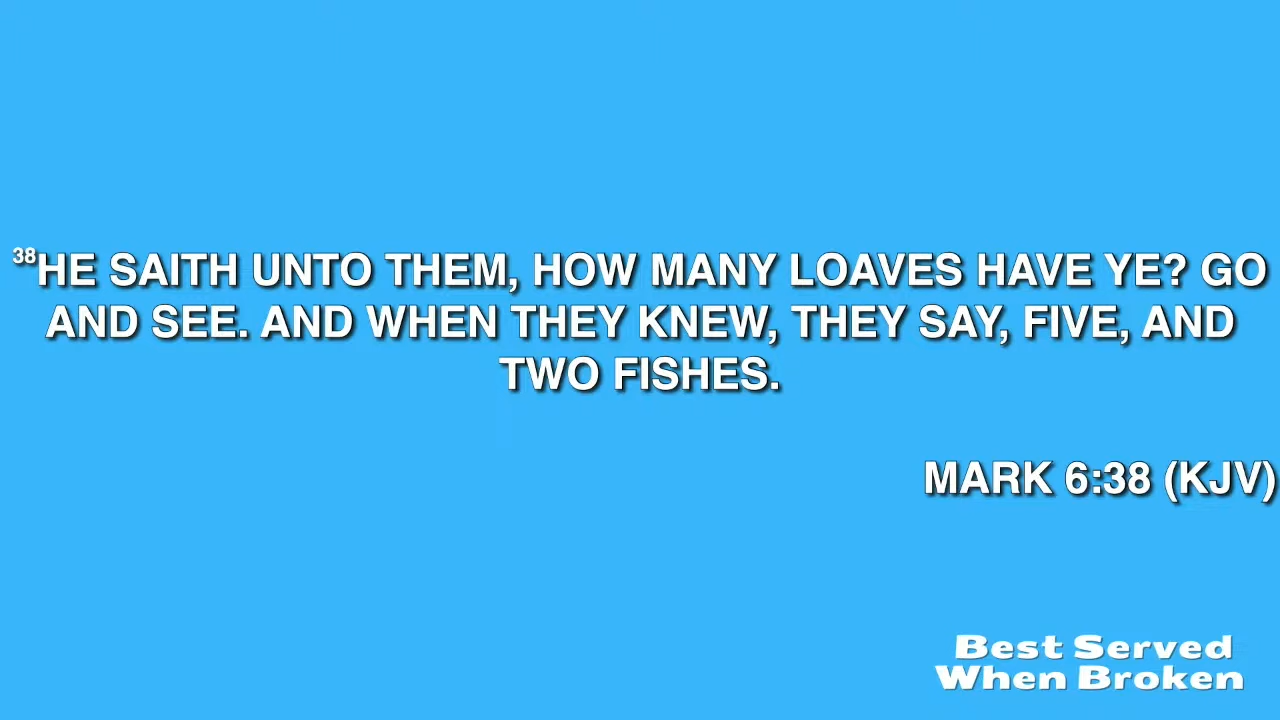 38HE SAITH UNTO THEM, HOW MANY LOAVES HAVE YE? GO
AND SEE. AND WHEN THEY KNEW, THEY SAY, FIVE, AND
TWO FISHES.
MARK 6:38 (KJV)
Best Served
When Broken